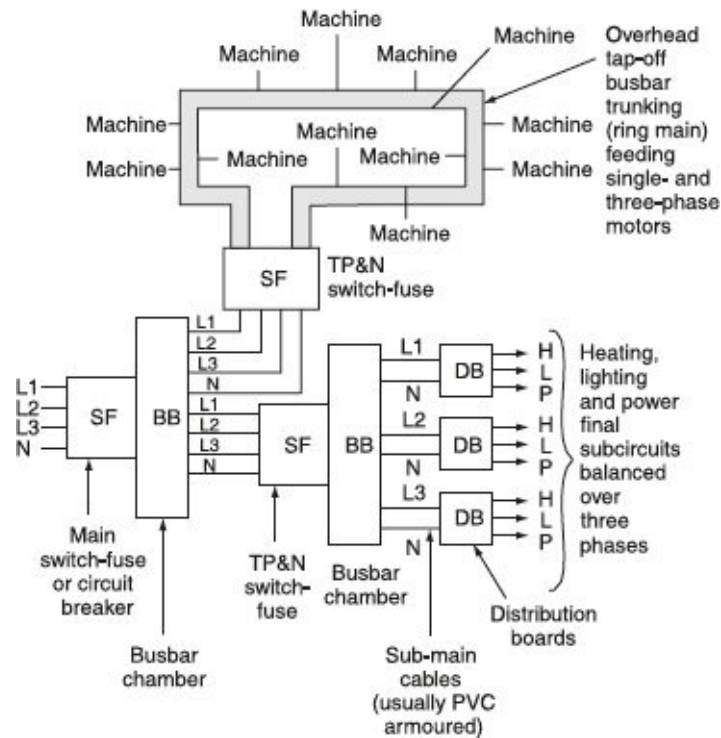 Machine
Machine
Machine
Machine
Overhead
tap-off
busbar
trunking
(ring main)
feeding
single- and
three-phase
motors
Machine
Machine
Machine
Machine
Machine
Machine
Machine
Machine
SF
TP&N
switch-fuse
L1
L2
L3
N
L1
L2
L3
N
SF
BB
L1
L2
L3
N
SF
BB
L1
N
DB
H
L
P
L2
N
DB
H
L
P
L3
N
DB
H
L
P
Heating,
lighting
and power
final
subcircuits
balanced
over
three
phases
Main
switch-fuse
or circuit
breaker
TP&N
switch-
fuse
Busbar
chamber
Distribution
boards
Busbar
chamber
Sub-main
cables
(usually PVC
armoured)